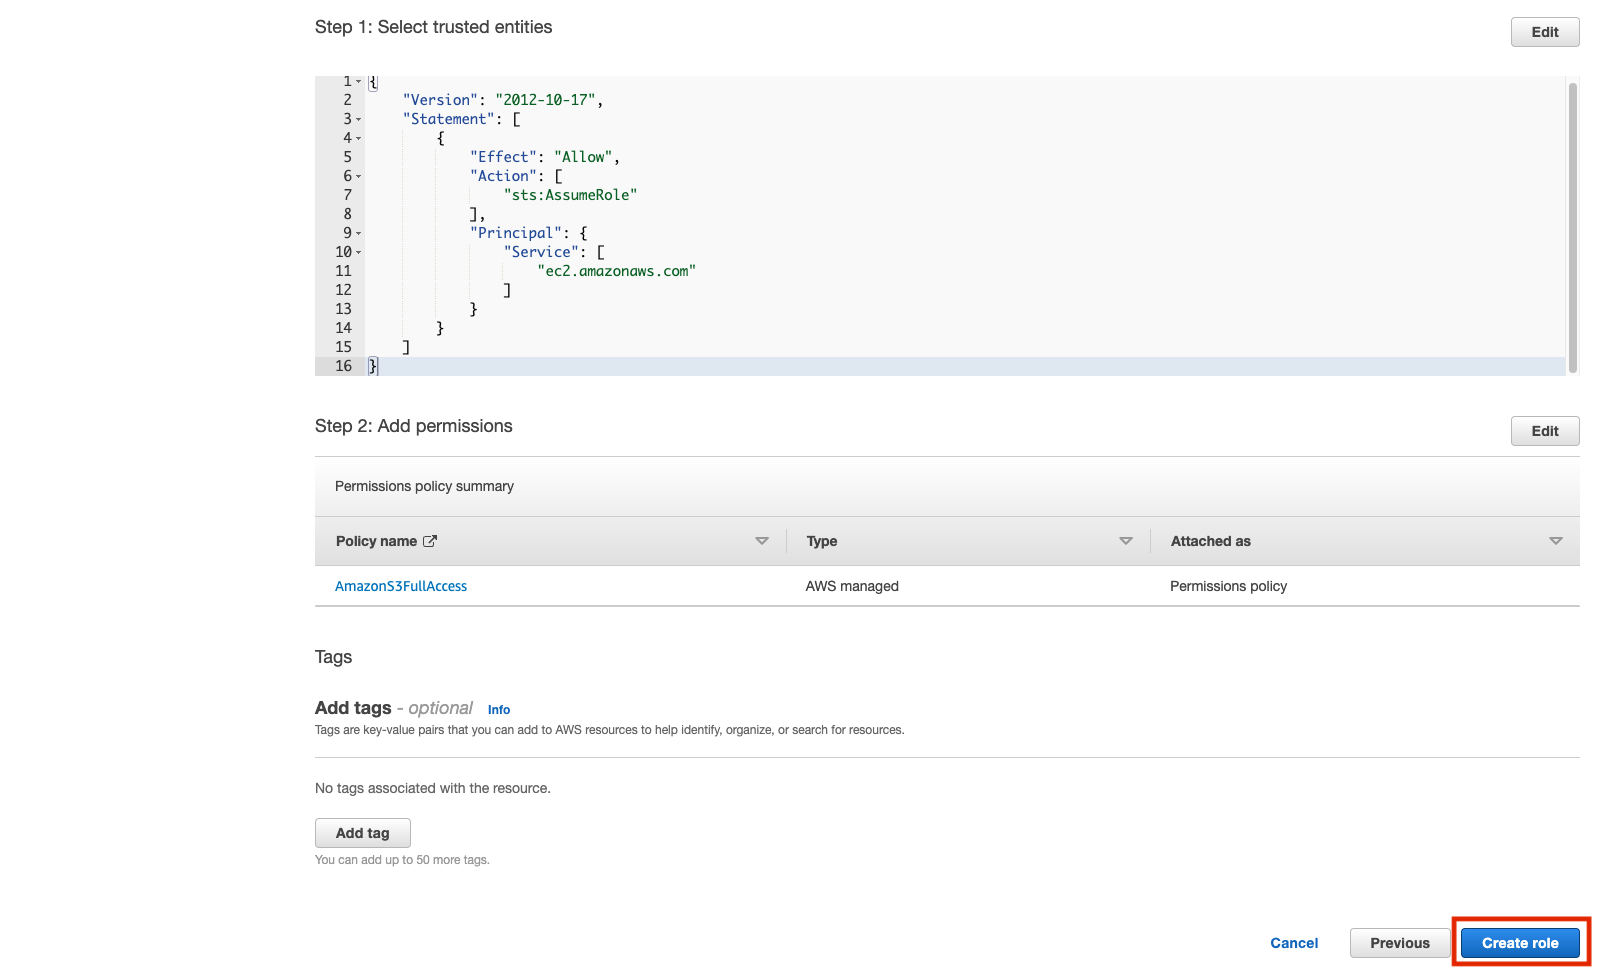 Step 1: Select trusted entities
Edit
1 {
2 "Version": "2012-10-17",
3 "Statement": [
4 {
5 "Effect": "Allow",
6 "Action": [
7 "sts:AssumeRole"
8 ],
9 "Principal": {
10 "Service": [
11 "ec2.amazonaws.com"
12 ]
13 }
14 }
15 ]
16 }
Step 2: Add permissions
Edit
Permissions policy summary
Policy name Type Attached as
AmazonS3FullAccess AWS managed Permissions policy
Tags
Add tags - optional Info
Tags are key-value pairs that you can add to AWS resources to help identify, organize, or search for resources.
No tags associated with the resource.
Add tag
You can add up to 50 more tags.
Cancel Previous Create role